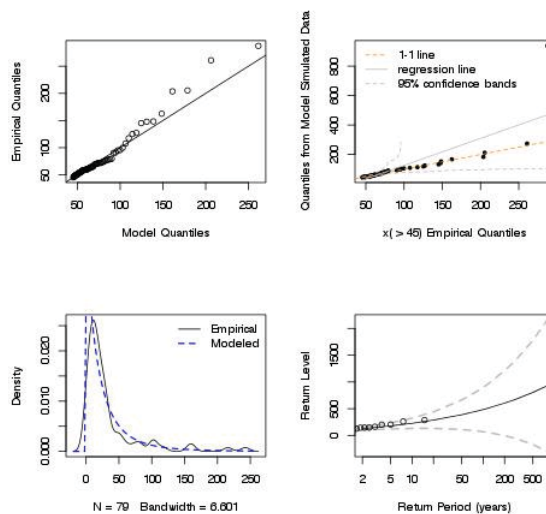 Empirical Quantiles
50 100 200
50 100 150 200 250
Model Quantiles
Quantiles from Model Simulated Data
200 400 600 800
1-1 line
regression line
95% confidence bands
50 100 150 200 250
x( > 45) Empirical Quantiles
Density
0.000 0.010 0.020
Empirical
Modeled
0 50 100 150 200 250
N = 79 Bandwidth = 6.601
Return Level
0 500 1500
2 5 10 50 200 500
Return Period (years)